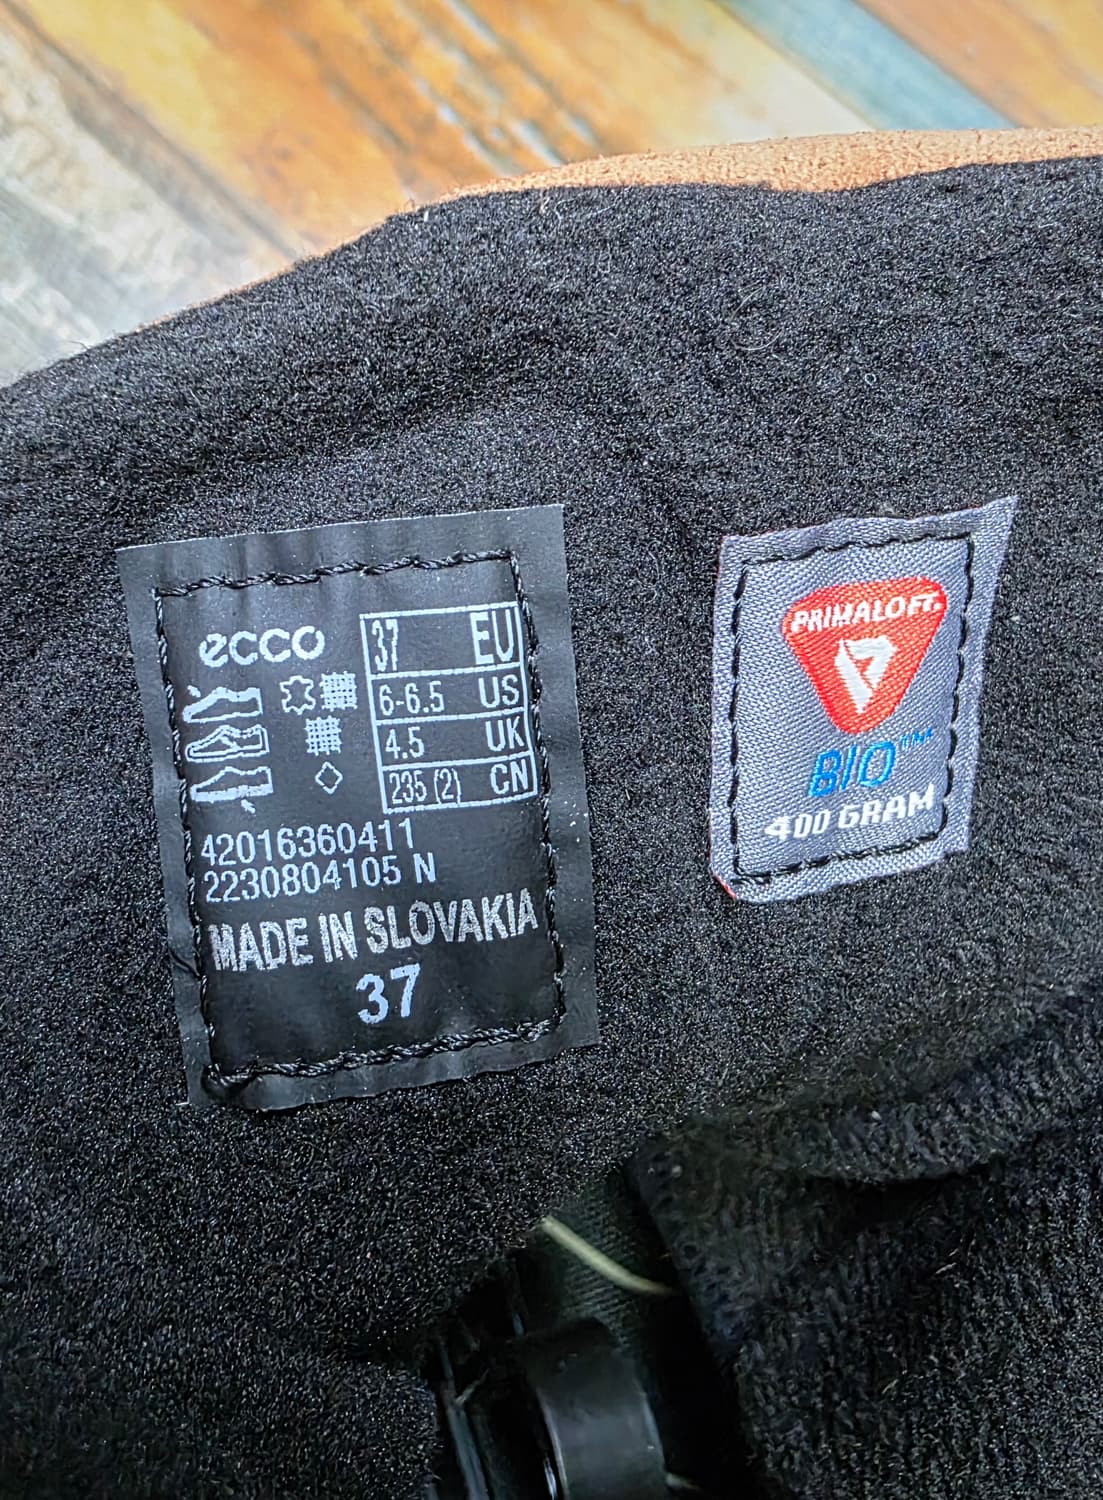 ecco
37 EU
6-6.5 US
4.5 UK
235 (2) CN
42016360411
2230804105 N
MADE IN SLOVAKIA
37
PRIMALOFT®
BIO™
400 GRAM